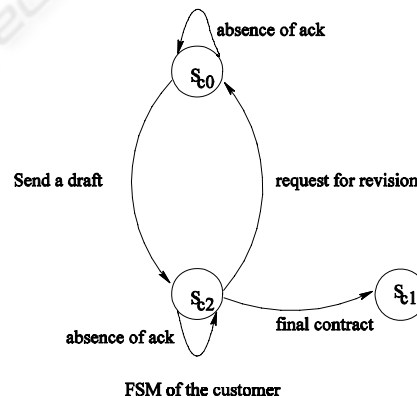 absence of ack
Sc0
Send a draft
request for revision
Sc2
Sc1
absence of ack
final contract
FSM of the customer